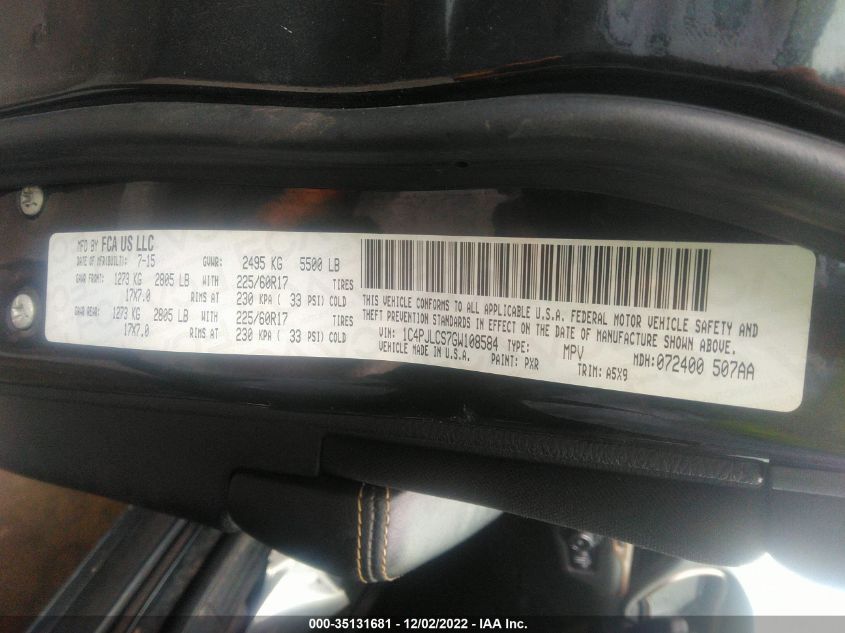 MFD BY FCA US LLC
DATE OF MFR(BUILT): 7-15 GVWR: 2495 KG 5500 LB
GAWR FRONT: 1273 KG 2805 LB WITH 225/60R17 TIRES
17X7.0 RIMS AT 230 KPA ( 33 PSI) COLD
GAWR REAR: 1273 KG 2805 LB WITH 225/60R17 TIRES
17X7.0 RIMS AT 230 KPA ( 33 PSI) COLD
THIS VEHICLE CONFORMS TO ALL APPLICABLE U.S.A. FEDERAL MOTOR VEHICLE SAFETY AND
THEFT PREVENTION STANDARDS IN EFFECT ON THE DATE OF MANUFACTURE SHOWN ABOVE.
VIN: 1C4PJLCS7GW108584 TYPE: MPV MDH: 072400 507AA
VEHICLE MADE IN U.S.A. PAINT: PXR TRIM: A5X9
000-35131681 - 12/02/2022 - IAA Inc.